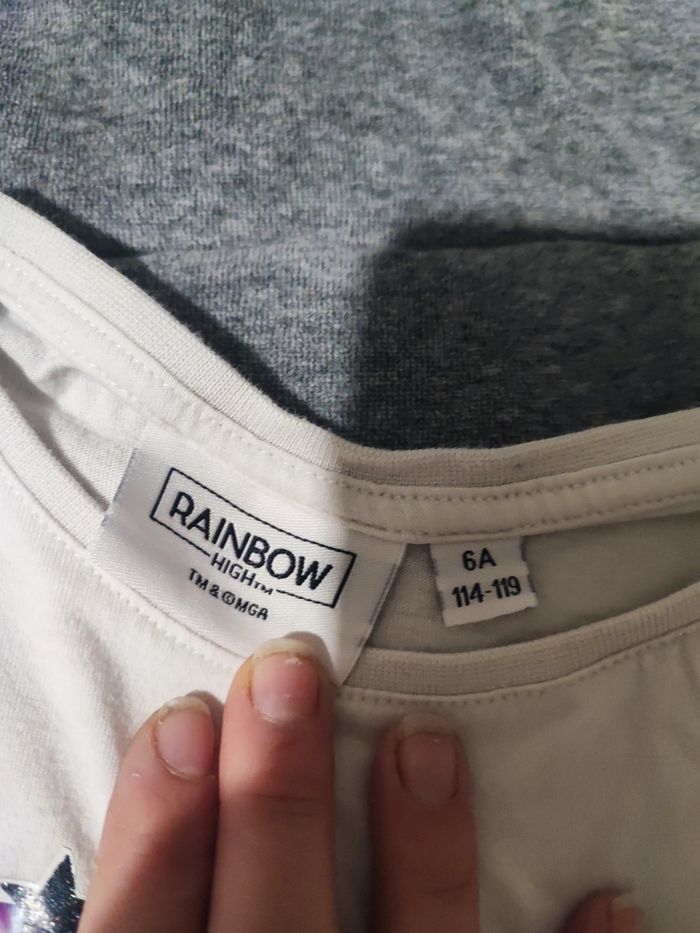 RAINBOW
HIGH™
TM & ©MGA
6A
114-119